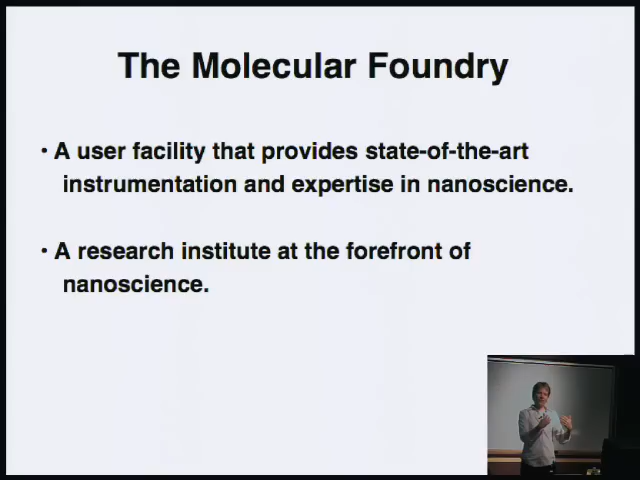 The Molecular Foundry
• A user facility that provides state-of-the-art
instrumentation and expertise in nanoscience.
• A research institute at the forefront of
nanoscience.